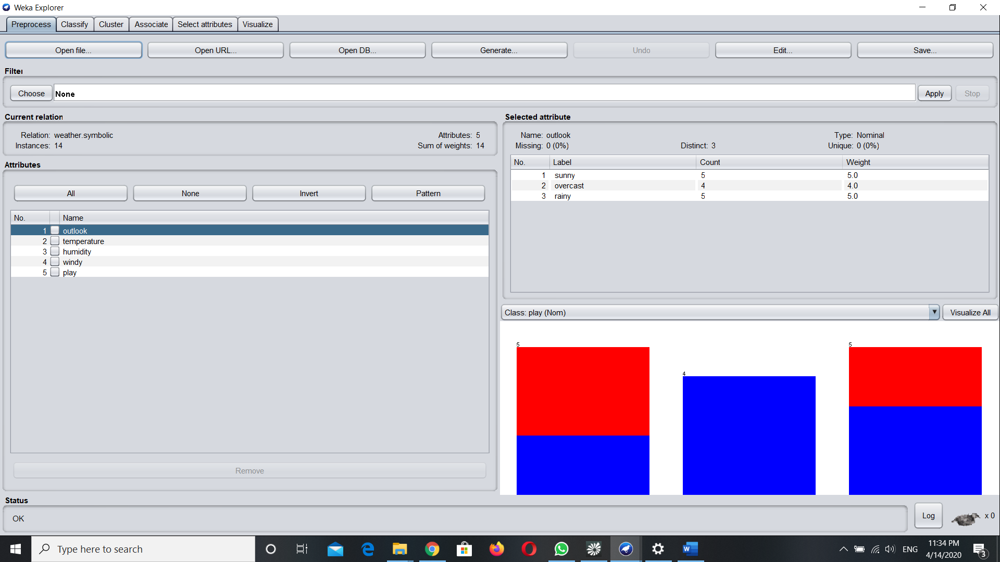 Weka Explorer
Preprocess Classify Cluster Associate Select attributes Visualize
Open file... Open URL... Open DB... Generate... Undo Edit... Save...
Filter
Choose None Apply Stop
Current relation
Relation: weather.symbolic Attributes: 5
Instances: 14 Sum of weights: 14
Attributes
All None Invert Pattern
No. Name
1 outlook
2 temperature
3 humidity
4 windy
5 play
Remove
Selected attribute
Name: outlook Type: Nominal
Missing: 0 (0%) Distinct: 3 Unique: 0 (0%)
No. Label Count Weight
1 sunny 5 5.0
2 overcast 4 4.0
3 rainy 5 5.0
Class: play (Nom) Visualize All
5 4 5
Status
OK
Log x 0
Type here to search
ENG 11:34 PM
4/14/2020
3